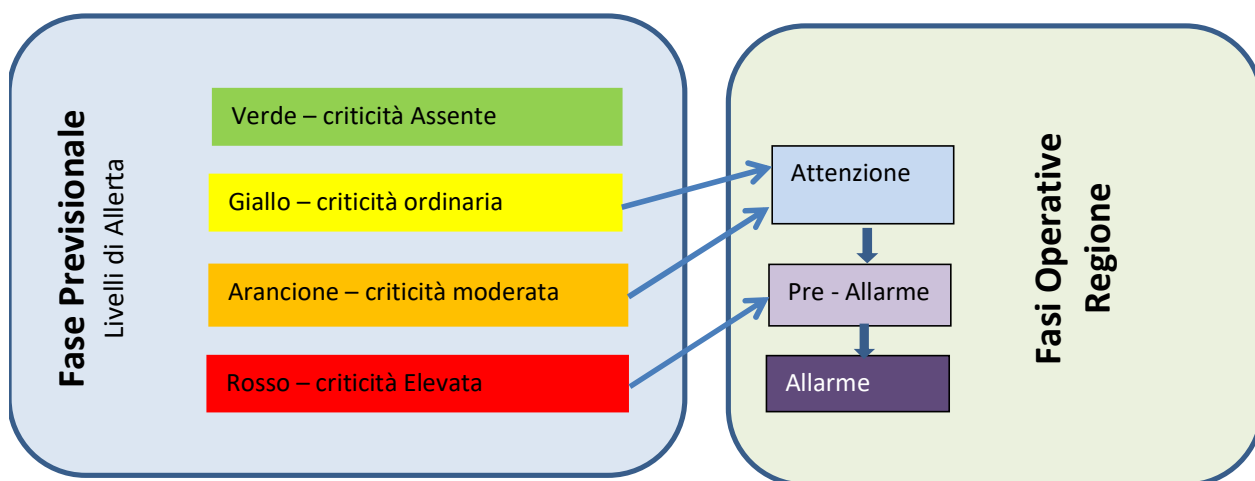 Fase Previsionale
Livelli di Allerta
Verde – criticità Assente
Giallo – criticità ordinaria
Arancione – criticità moderata
Rosso – criticità Elevata
Attenzione
Pre - Allarme
Allarme
Fasi Operative
Regione